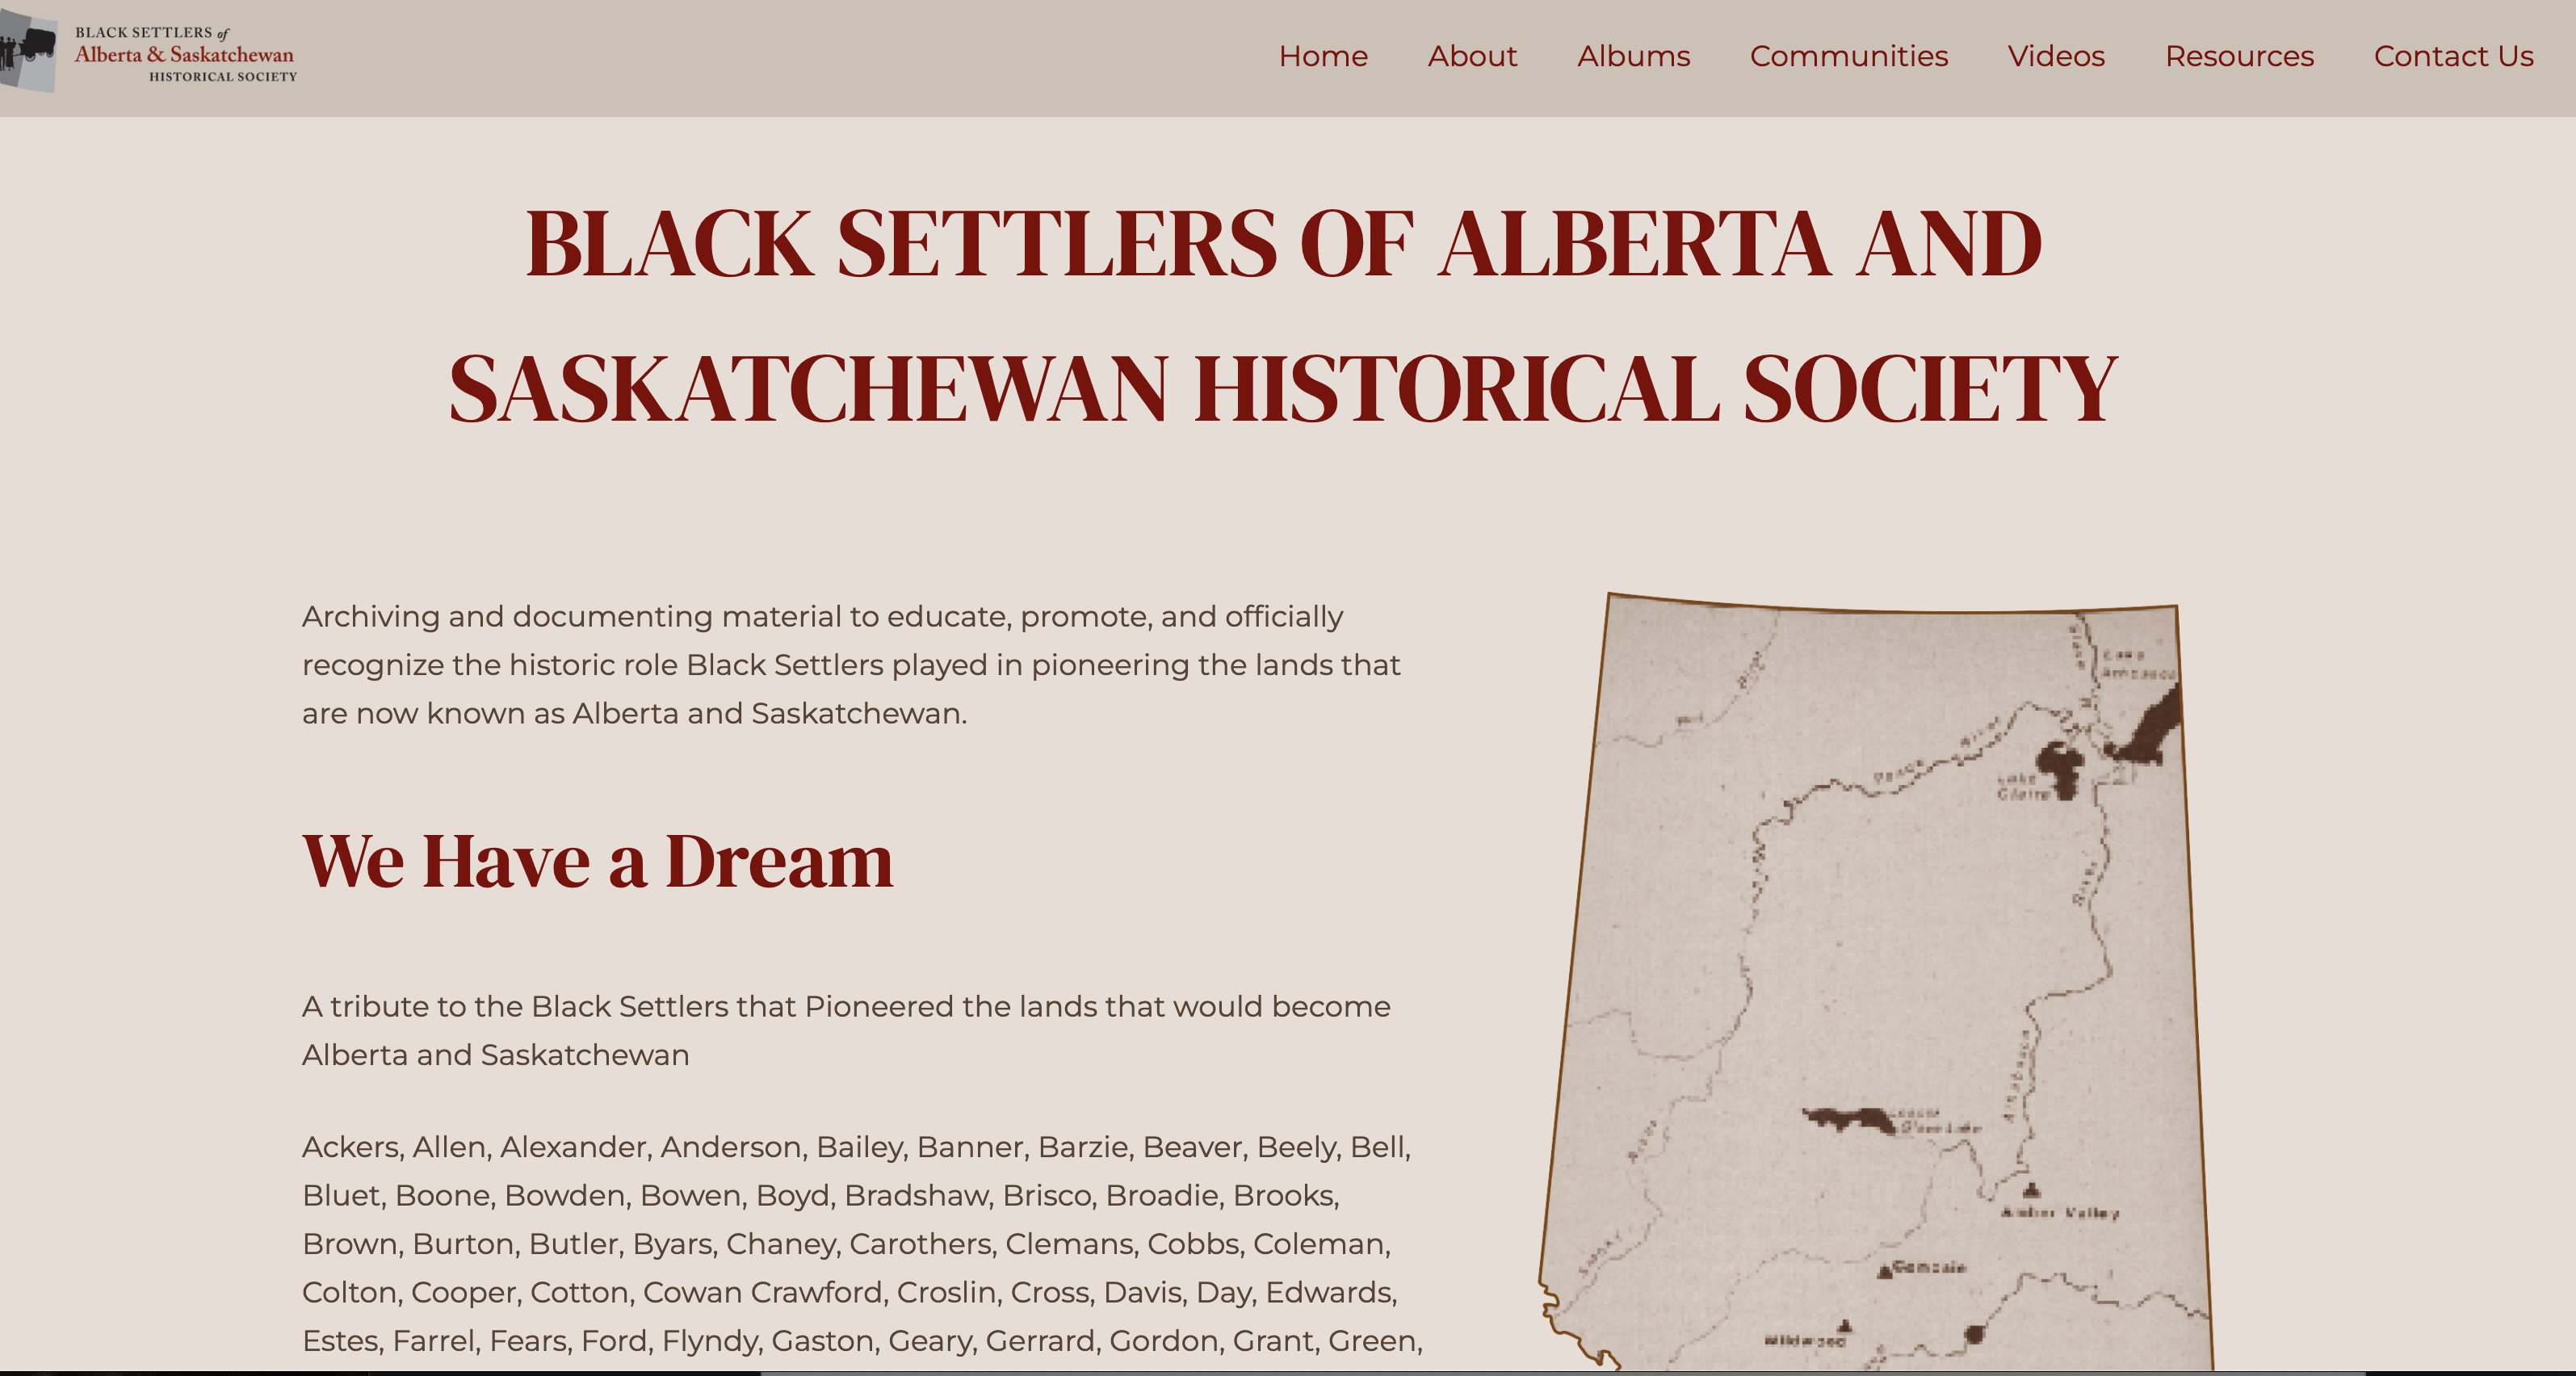 BLACK SETTLERS of
Alberta & Saskatchewan
HISTORICAL SOCIETY
Home About Albums Communities Videos Resources Contact Us
BLACK SETTLERS OF ALBERTA AND
SASKATCHEWAN HISTORICAL SOCIETY
Archiving and documenting material to educate, promote, and officially
recognize the historic role Black Settlers played in pioneering the lands that
are now known as Alberta and Saskatchewan.
We Have a Dream
A tribute to the Black Settlers that Pioneered the lands that would become
Alberta and Saskatchewan
Ackers, Allen, Alexander, Anderson, Bailey, Banner, Barzie, Beaver, Beely, Bell,
Bluet, Boone, Bowden, Bowen, Boyd, Bradshaw, Brisco, Broadie, Brooks,
Brown, Burton, Butler, Byars, Chaney, Carothers, Clemans, Cobbs, Coleman,
Colton, Cooper, Cotton, Cowan Crawford, Croslin, Cross, Davis, Day, Edwards,
Estes, Farrel, Fears, Ford, Flyndy, Gaston, Geary, Gerrard, Gordon, Grant, Green,
Lake
Peace River
Lake
Claire
River
Athabasca
Amber Valley
Wildwood